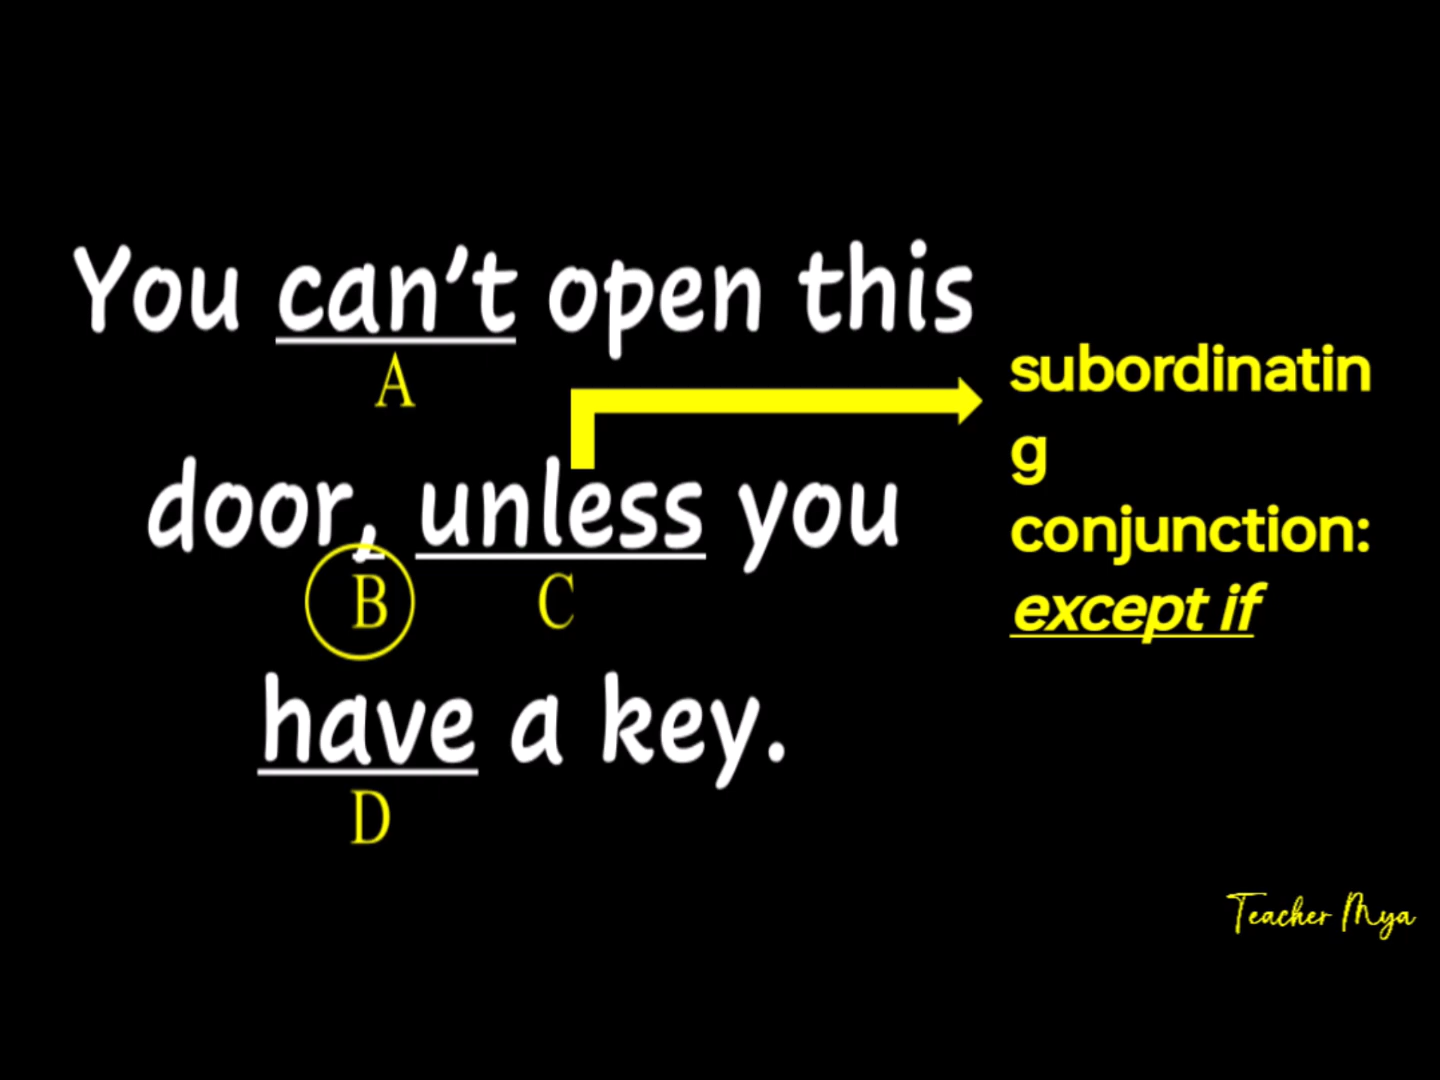 You can't open this
A
door, unless you
B C
have a key.
D
subordinatin
g
conjunction:
except if
Teacher Mya